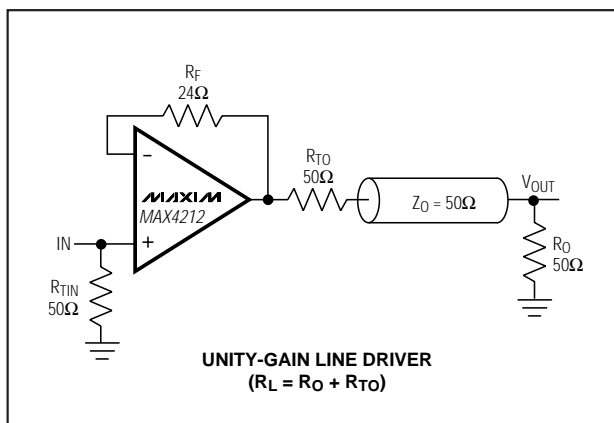 RF
24Ω
−
MAXIM
MAX4212
+
IN
RTIN
50Ω
RTO
50Ω
ZO = 50Ω
VOUT
RO
50Ω
UNITY-GAIN LINE DRIVER
(RL = RO + RTO)